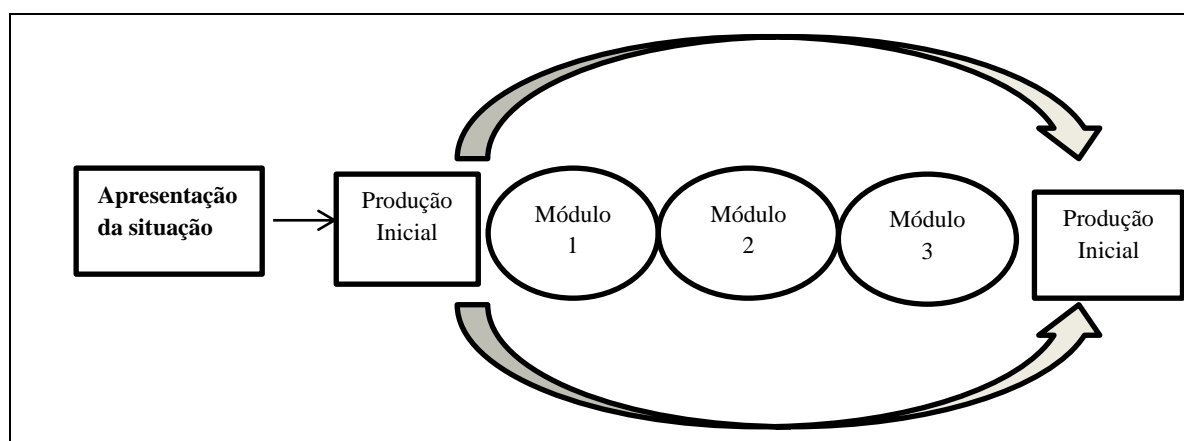 Apresentação
da situação
Produção
Inicial
Módulo
1
Módulo
2
Módulo
3
Produção
Inicial